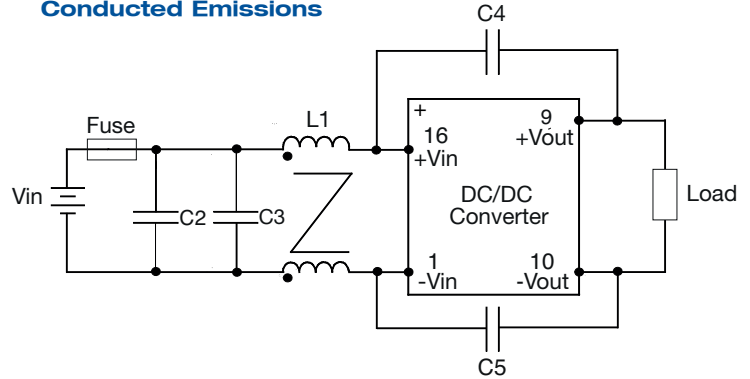 Conducted Emissions
C4
Fuse
L1
+
16
+Vin
9
+Vout
Vin
C2
C3
DC/DC
Converter
Load
1
-Vin
10
-Vout
C5